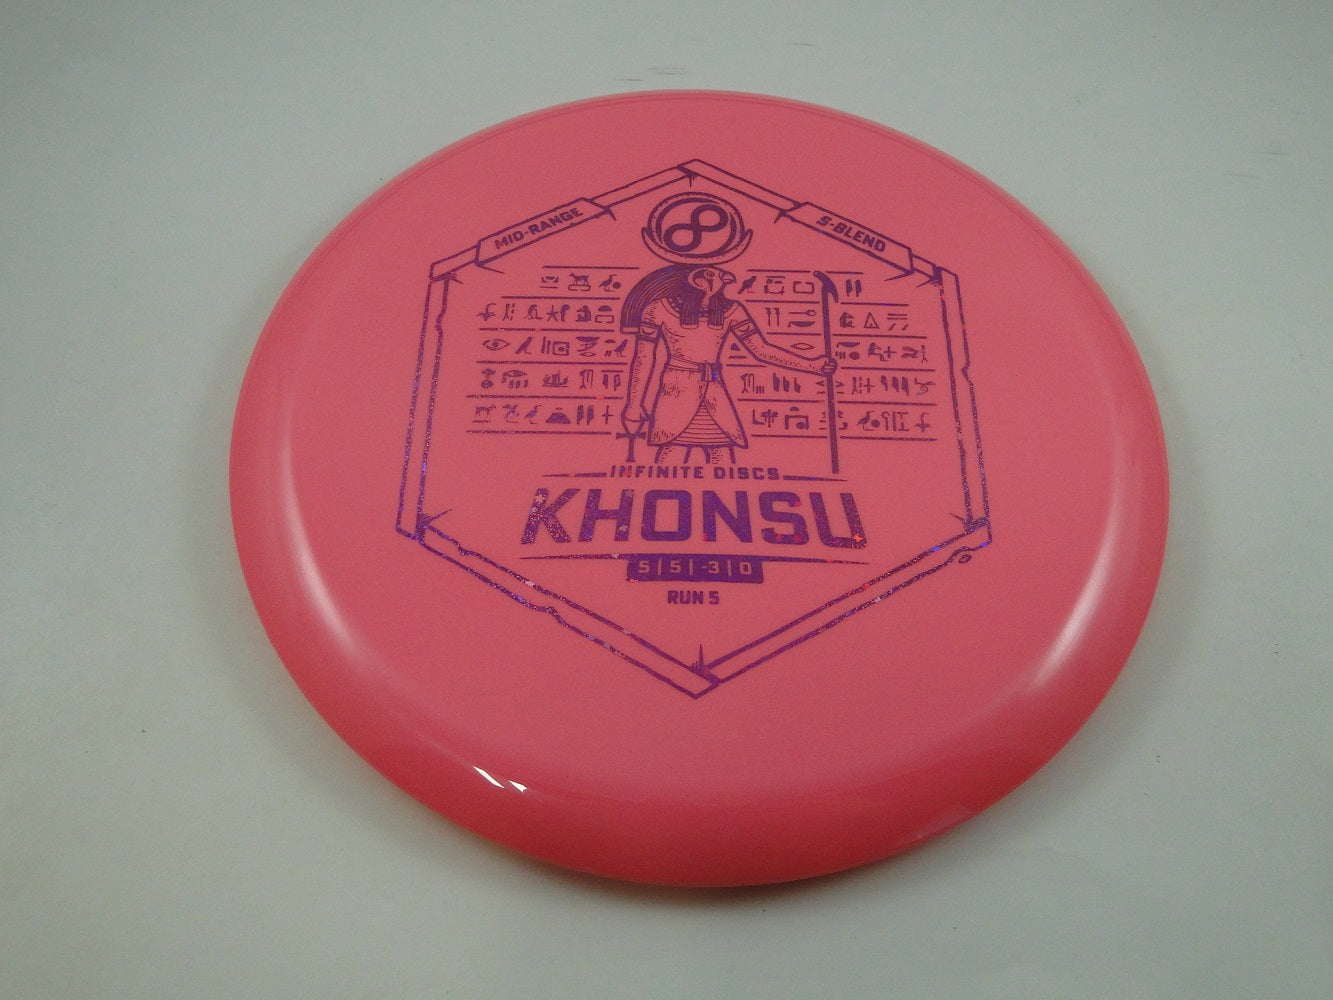 MID-RANGE
S-BLEND
INFINITE DISCS
KHONSU
5 | 5 | -3 | 0
RUN 5